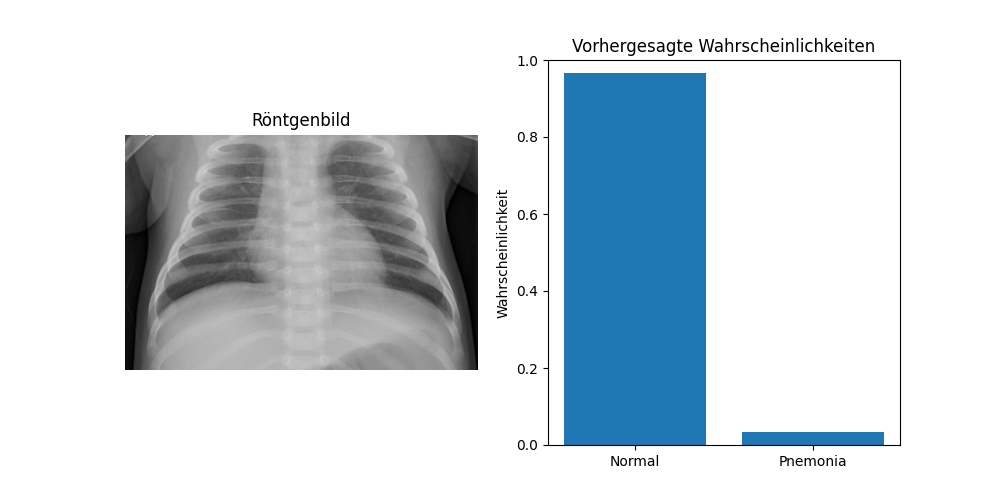 Röntgenbild
Vorhergesagte Wahrscheinlichkeiten
Wahrscheinlichkeit
1.0
0.8
0.6
0.4
0.2
0.0
Normal
Pnemonia